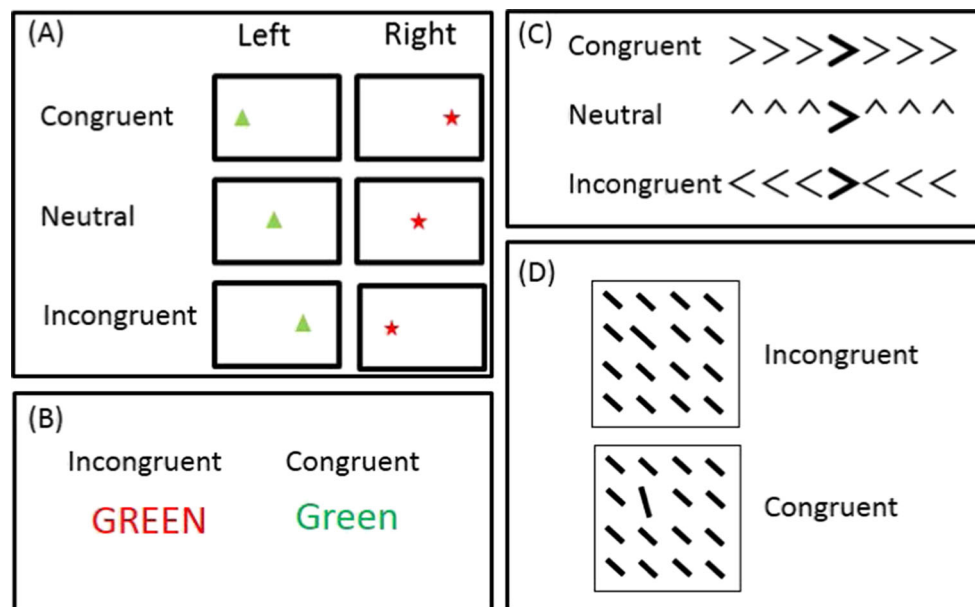 (A)
Left Right
Congruent
Neutral
Incongruent
(B)
Incongruent Congruent
GREEN Green
(C)
Congruent >>>>>>>
Neutral ^^^>^^^
Incongruent <<<><<<
(D)
Incongruent
Congruent